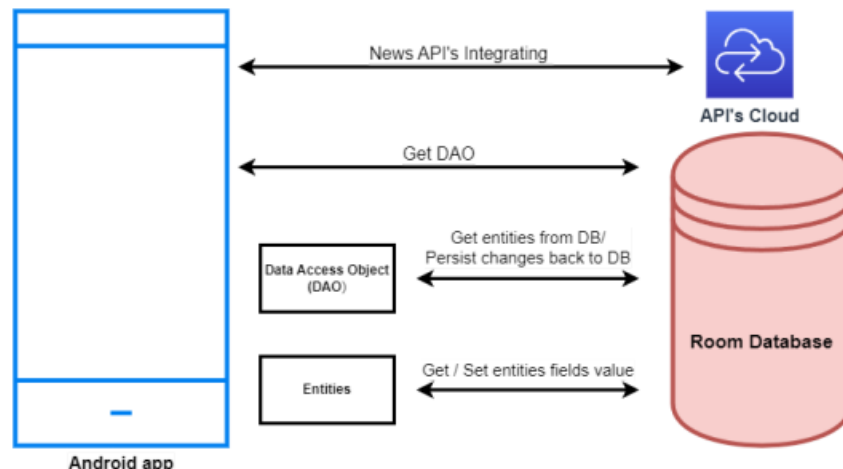 News API's Integrating
API's Cloud
Get DAO
Get entities from DB/
Persist changes back to DB
Data Access Object
(DAO)
Room Database
Get / Set entities fields value
Entities
Android app